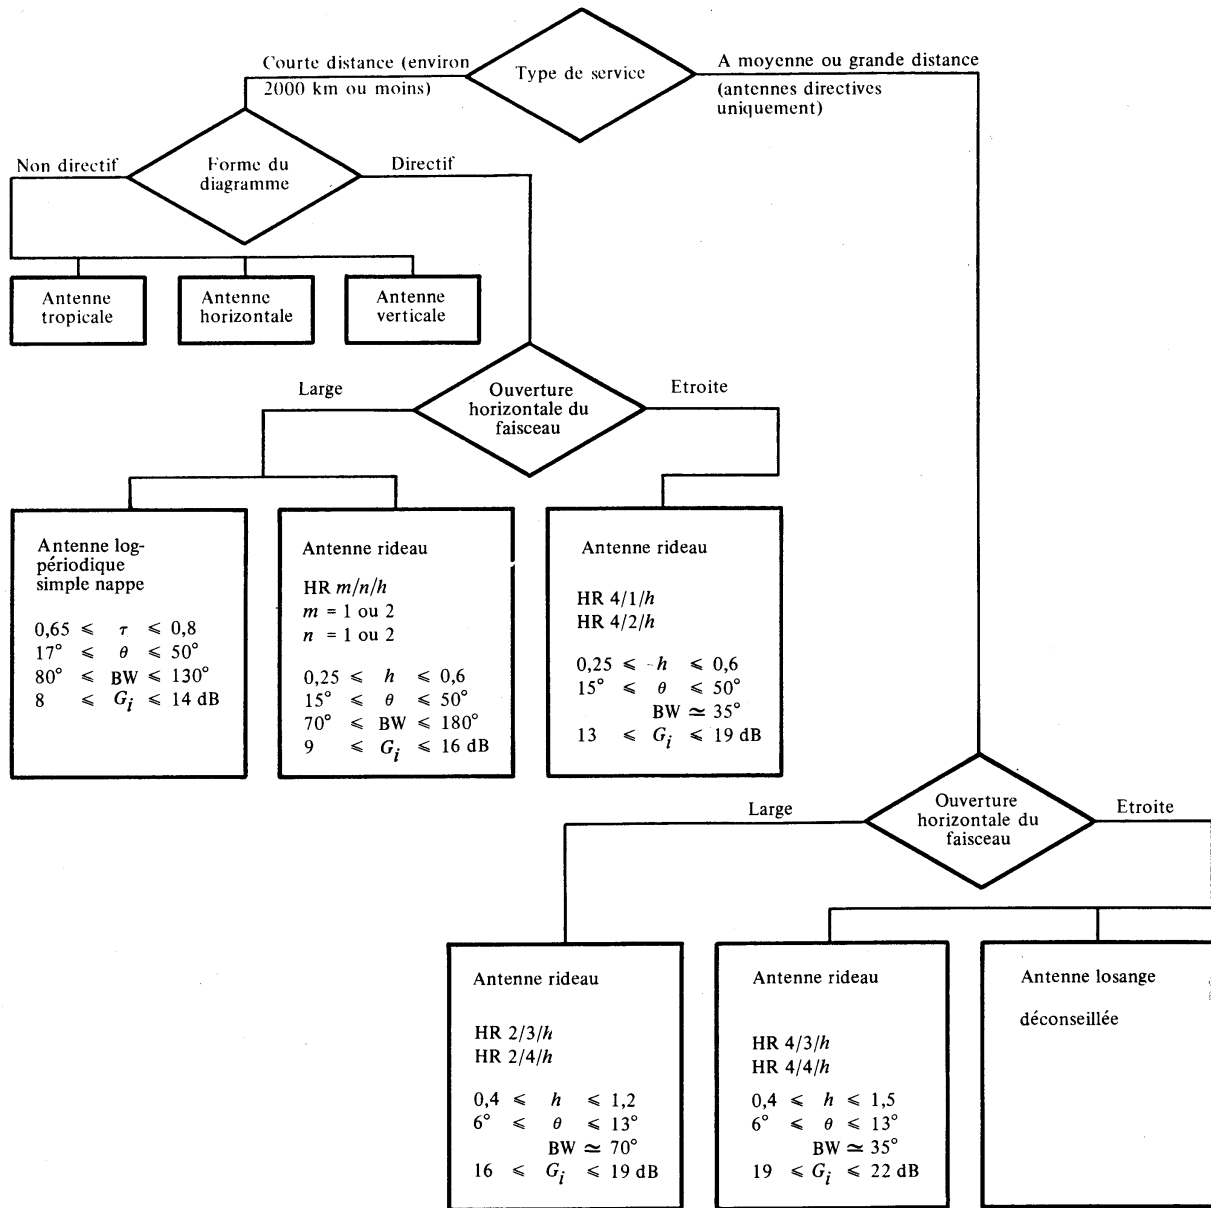 Courte distance (environ
2000 km ou moins)
Type de service
A moyenne ou grande distance
(antennes directives
uniquement)
Non directif
Forme du
diagramme
Directif
Antenne
tropicale
Antenne
horizontale
Antenne
verticale
Large
Ouverture
horizontale du
faisceau
Etroite
Antenne log-
périodique
simple nappe
0,65 ⩽ τ ⩽ 0,8
17° ⩽ θ ⩽ 50°
80° ⩽ BW ⩽ 130°
8 ⩽ Gi ⩽ 14 dB
Antenne rideau
HR m/n/h
m = 1 ou 2
n = 1 ou 2
0,25 ⩽ h ⩽ 0,6
15° ⩽ θ ⩽ 50°
70° ⩽ BW ⩽ 180°
9 ⩽ Gi ⩽ 16 dB
Antenne rideau
HR 4/1/h
HR 4/2/h
0,25 ⩽ h ⩽ 0,6
15° ⩽ θ ⩽ 50°
BW ≃ 35°
13 ⩽ Gi ⩽ 19 dB
Large
Ouverture
horizontale du
faisceau
Etroite
Antenne rideau
HR 2/3/h
HR 2/4/h
0,4 ⩽ h ⩽ 1,2
6° ⩽ θ ⩽ 13°
BW ≃ 70°
16 ⩽ Gi ⩽ 19 dB
Antenne rideau
HR 4/3/h
HR 4/4/h
0,4 ⩽ h ⩽ 1,5
6° ⩽ θ ⩽ 13°
BW ≃ 35°
19 ⩽ Gi ⩽ 22 dB
Antenne losange
déconseillée